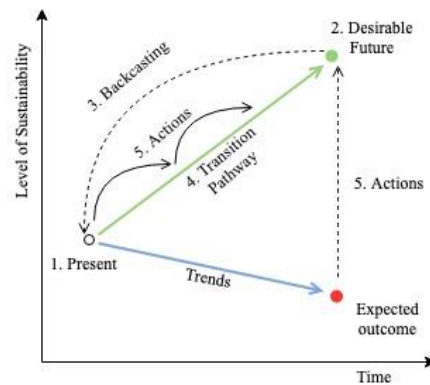 2. Desirable
Future
3. Backcasting
5. Actions
4. Transition
Pathway
5. Actions
1. Present
Trends
Expected
outcome
Level of Sustainability
Time